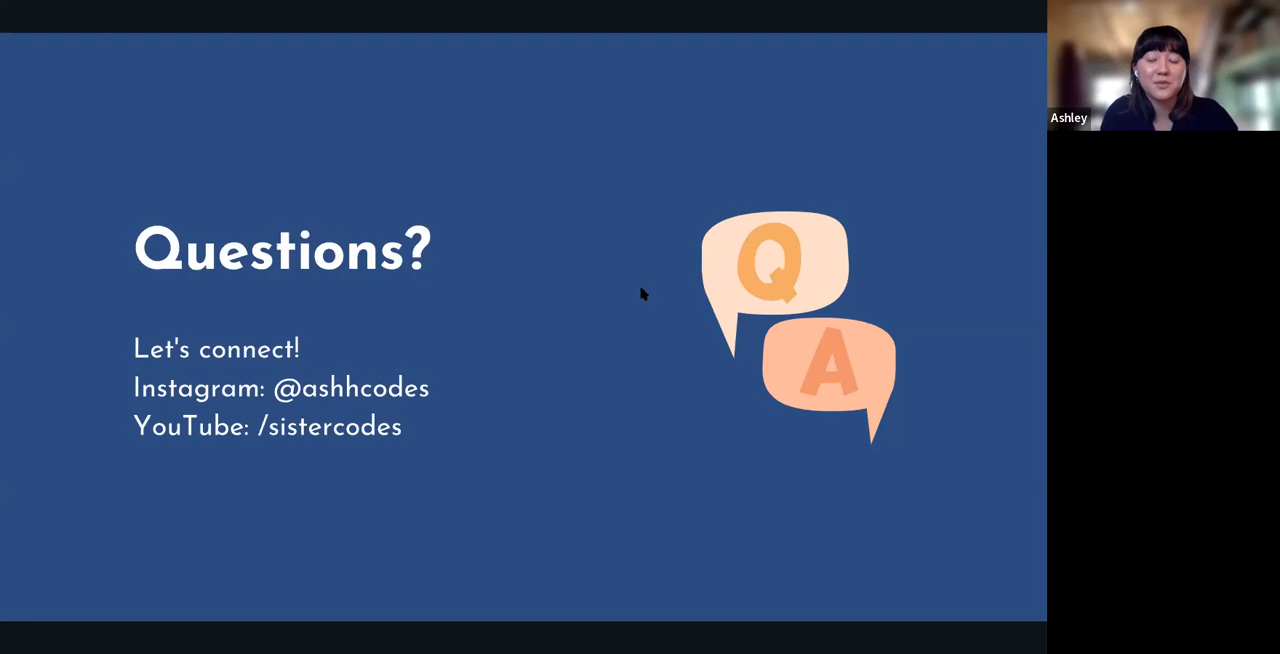 Questions?
Let's connect!
Instagram: @ashhcodes
YouTube: /sistercodes
Q
A
Ashley